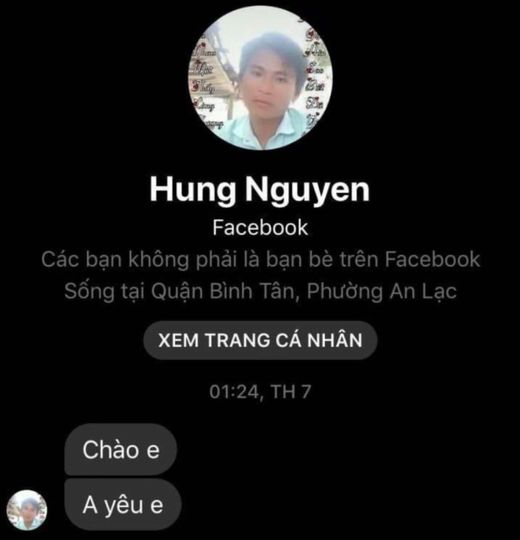 Hung Nguyen
Facebook
Các bạn không phải là bạn bè trên Facebook
Sống tại Quận Bình Tân, Phường An Lạc
XEM TRANG CÁ NHÂN
01:24, TH 7
Chào e
A yêu e